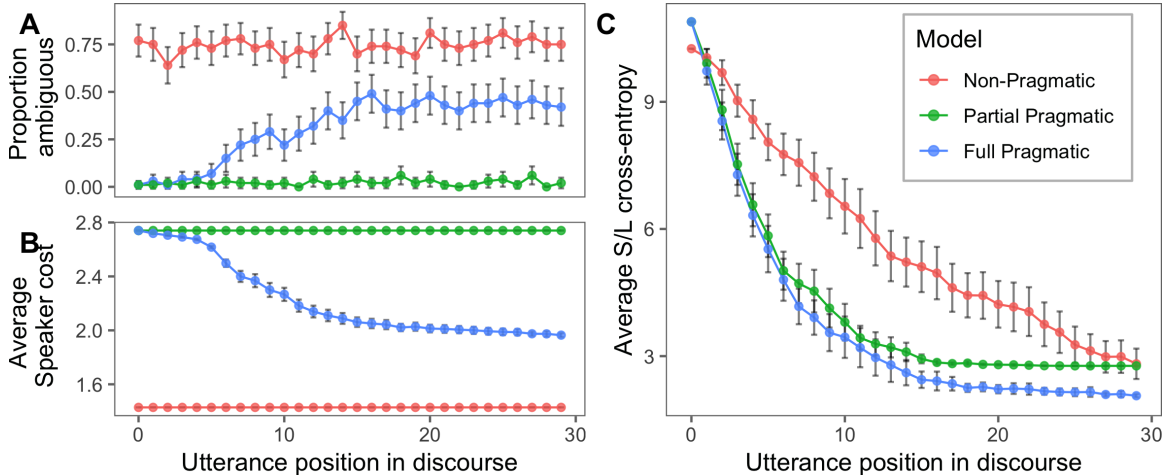 A
Proportion
ambiguous
0.75
0.50
0.25
0.00
B
Average
Speaker cost
2.8
2.4
2.0
1.6
0
10
20
30
Utterance position in discourse
C
Average S/L cross-entropy
9
6
3
0
10
20
30
Utterance position in discourse
Model
Non-Pragmatic
Partial Pragmatic
Full Pragmatic